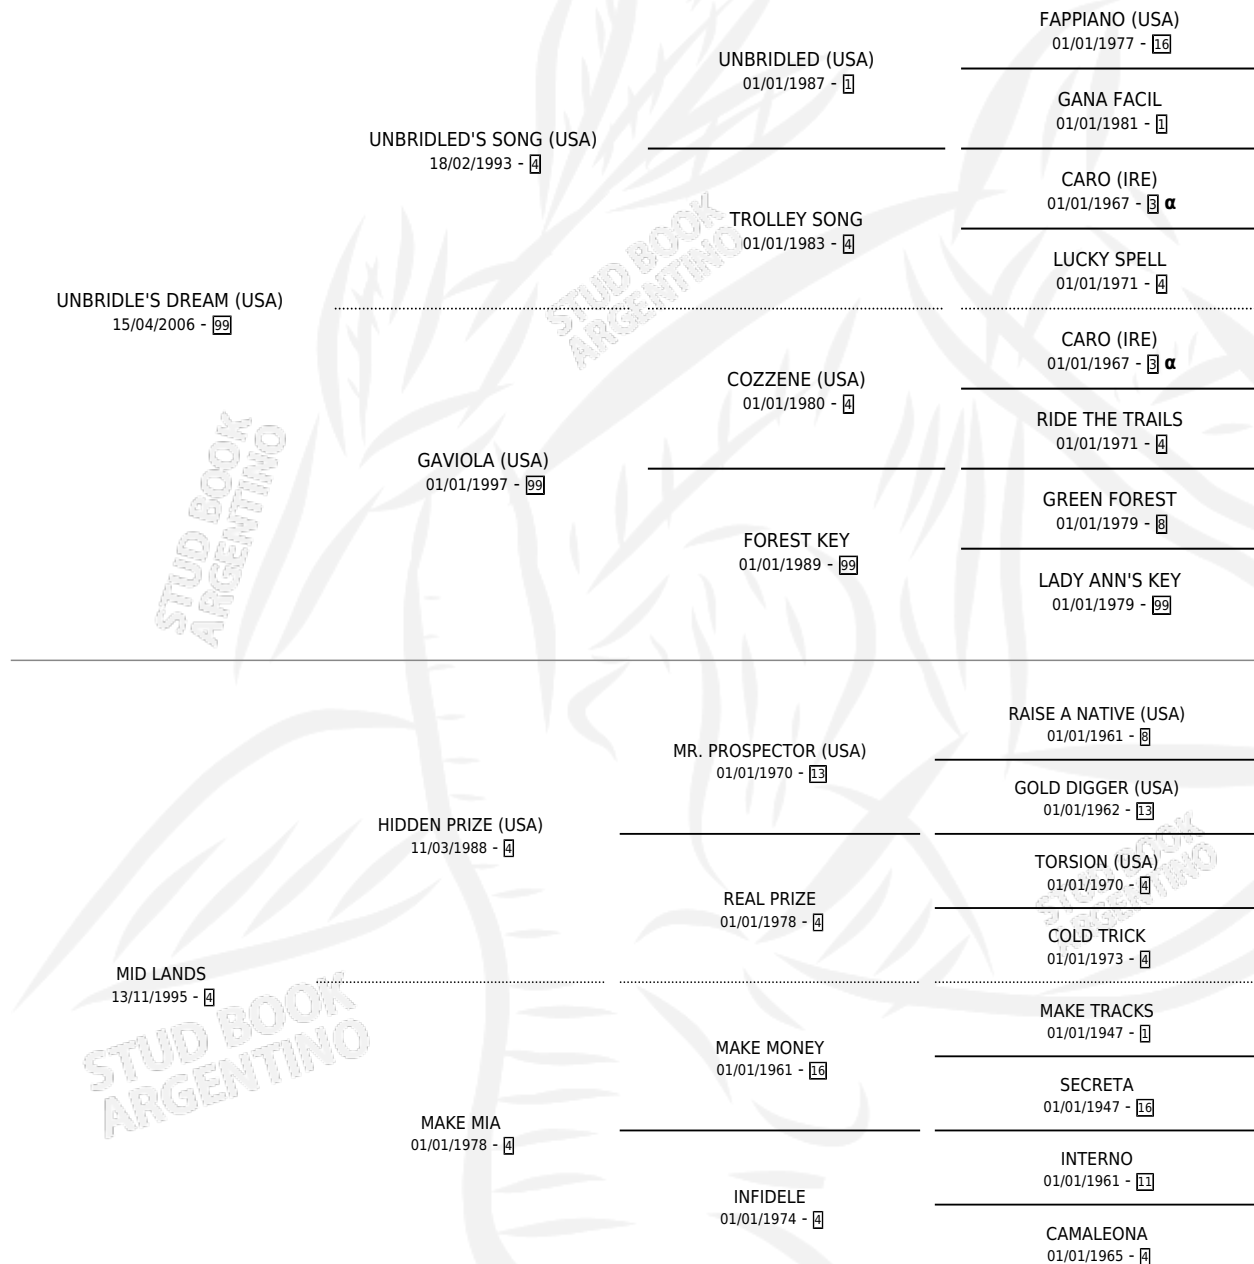 FAPPIANO (USA)
01/01/1977 - 16
UNBRIDLED (USA)
01/01/1987 - 1
GANA FACIL
01/01/1981 - 1
UNBRIDLED'S SONG (USA)
18/02/1993 - 4
CARO (IRE)
01/01/1967 - 3 α
TROLLEY SONG
01/01/1983 - 4
LUCKY SPELL
01/01/1971 - 4
UNBRIDLE'S DREAM (USA)
15/04/2006 - 99
CARO (IRE)
01/01/1967 - 3 α
COZZENE (USA)
01/01/1980 - 4
RIDE THE TRAILS
01/01/1971 - 4
GAVIOLA (USA)
01/01/1997 - 99
GREEN FOREST
01/01/1979 - 8
FOREST KEY
01/01/1989 - 99
LADY ANN'S KEY
01/01/1979 - 99
RAISE A NATIVE (USA)
01/01/1961 - 8
MR. PROSPECTOR (USA)
01/01/1970 - 13
GOLD DIGGER (USA)
01/01/1962 - 13
HIDDEN PRIZE (USA)
11/03/1988 - 4
TORSION (USA)
01/01/1970 - 4
REAL PRIZE
01/01/1978 - 4
COLD TRICK
01/01/1973 - 4
MID LANDS
13/11/1995 - 4
MAKE TRACKS
01/01/1947 - 1
MAKE MONEY
01/01/1961 - 16
SECRETA
01/01/1947 - 16
MAKE MIA
01/01/1978 - 4
INTERNO
01/01/1961 - 11
INFIDELE
01/01/1974 - 4
CAMALEONA
01/01/1965 - 4
STUD BOOK
ARGENTINO
STUD BOOK
ARGENTINO
STUD BOOK
ARGENTINO
STUD BOOK
ARGENTINO